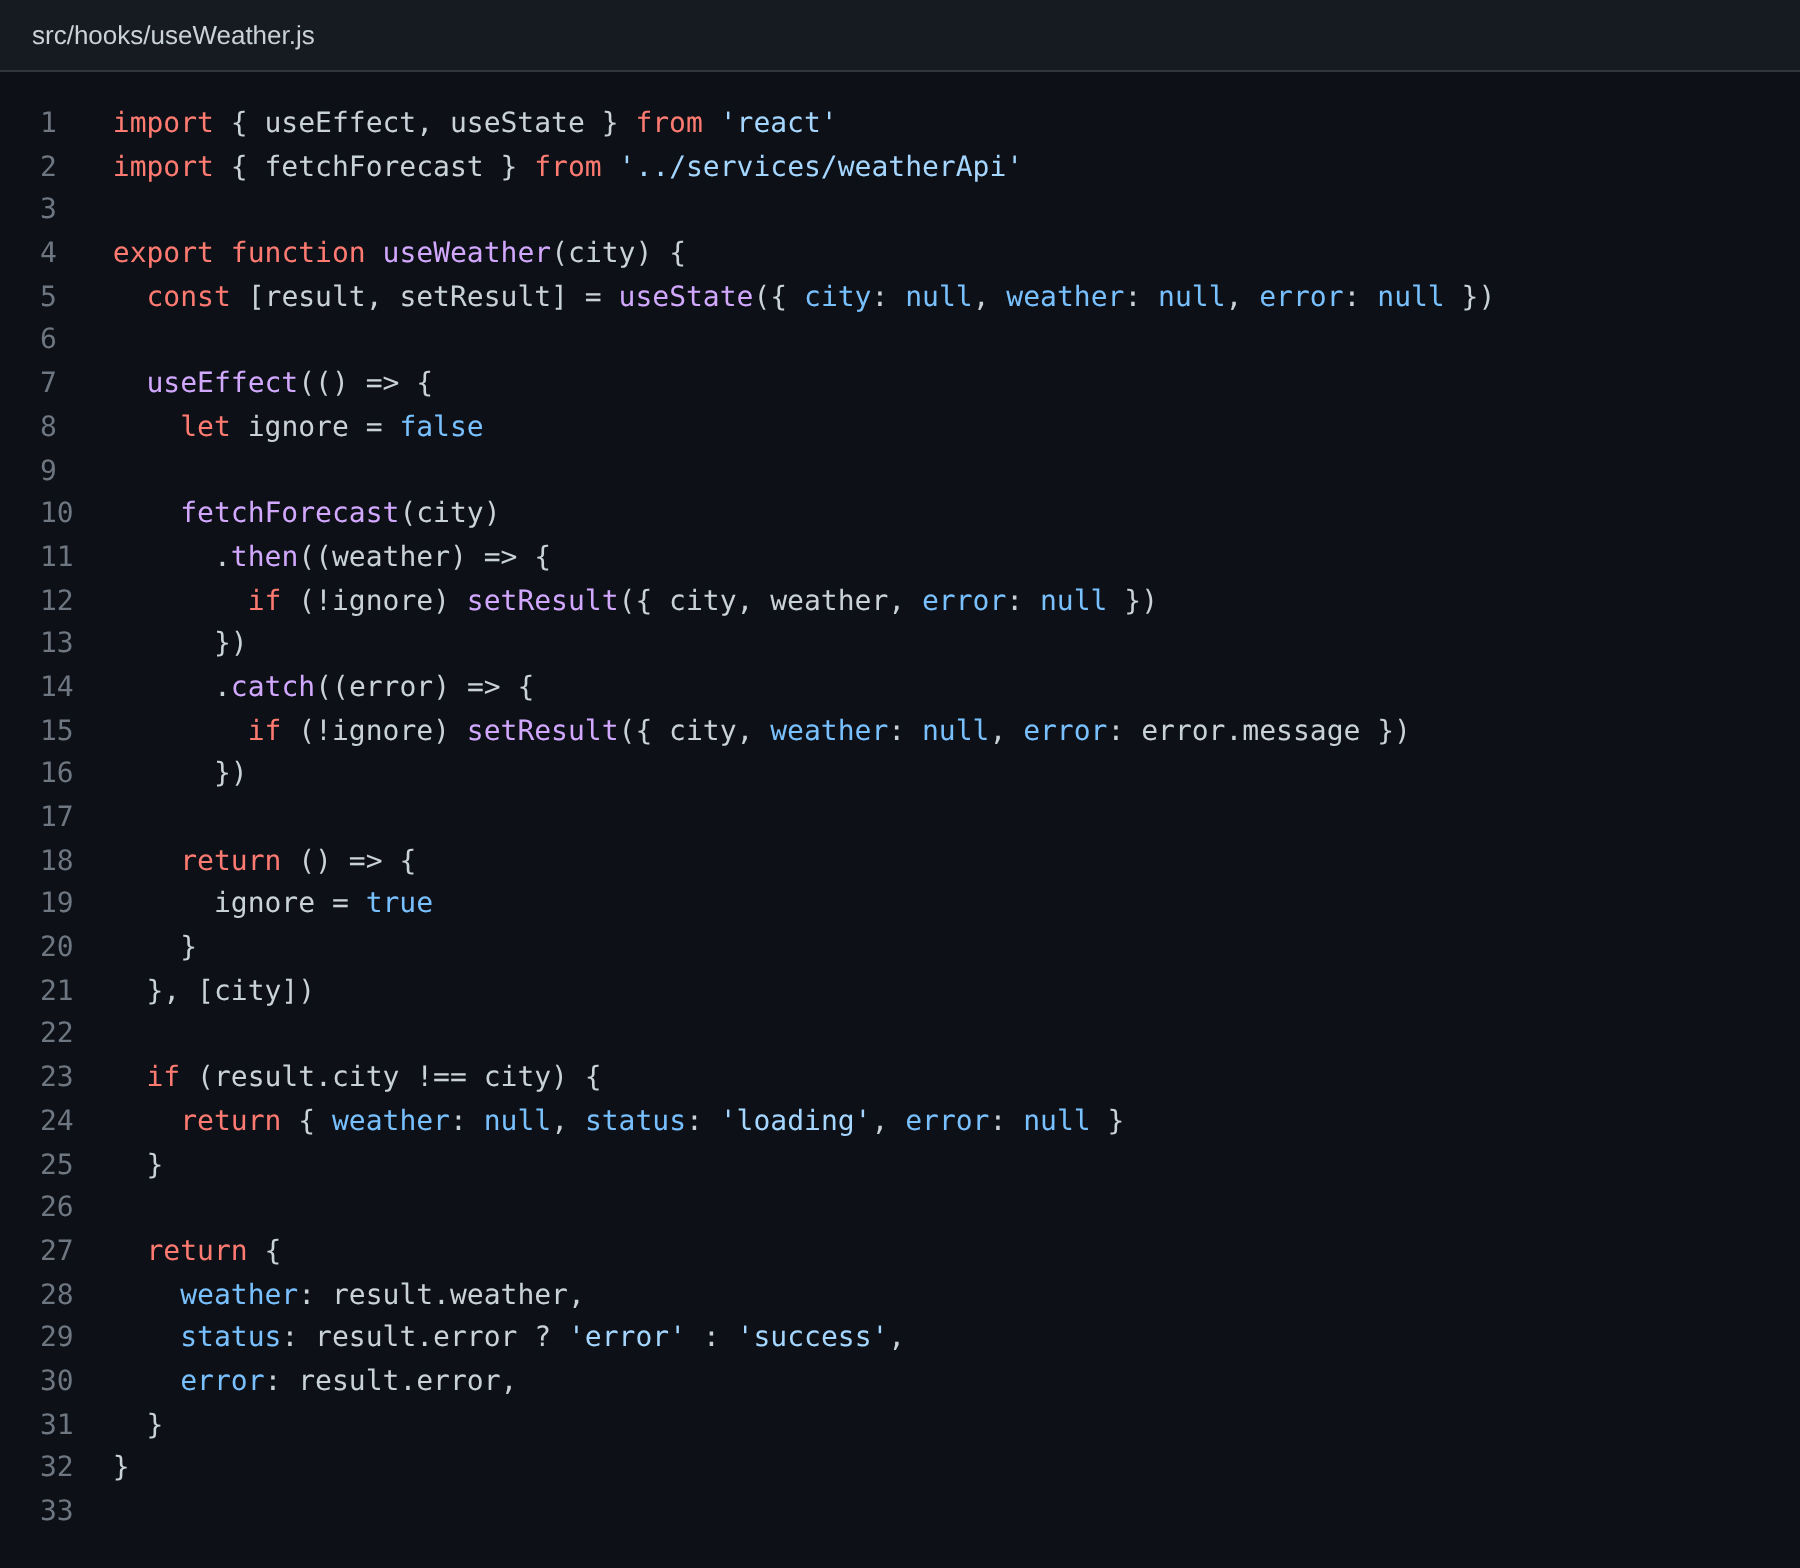 src/hooks/useWeather.js
1 import { useEffect, useState } from 'react'
2 import { fetchForecast } from '../services/weatherApi'
3
4 export function useWeather(city) {
5   const [result, setResult] = useState({ city: null, weather: null, error: null })
6
7   useEffect(() => {
8     let ignore = false
9
10     fetchForecast(city)
11       .then((weather) => {
12         if (!ignore) setResult({ city, weather, error: null })
13       })
14       .catch((error) => {
15         if (!ignore) setResult({ city, weather: null, error: error.message })
16       })
17
18     return () => {
19       ignore = true
20     }
21   }, [city])
22
23   if (result.city !== city) {
24     return { weather: null, status: 'loading', error: null }
25   }
26
27   return {
28     weather: result.weather,
29     status: result.error ? 'error' : 'success',
30     error: result.error,
31   }
32 }
33